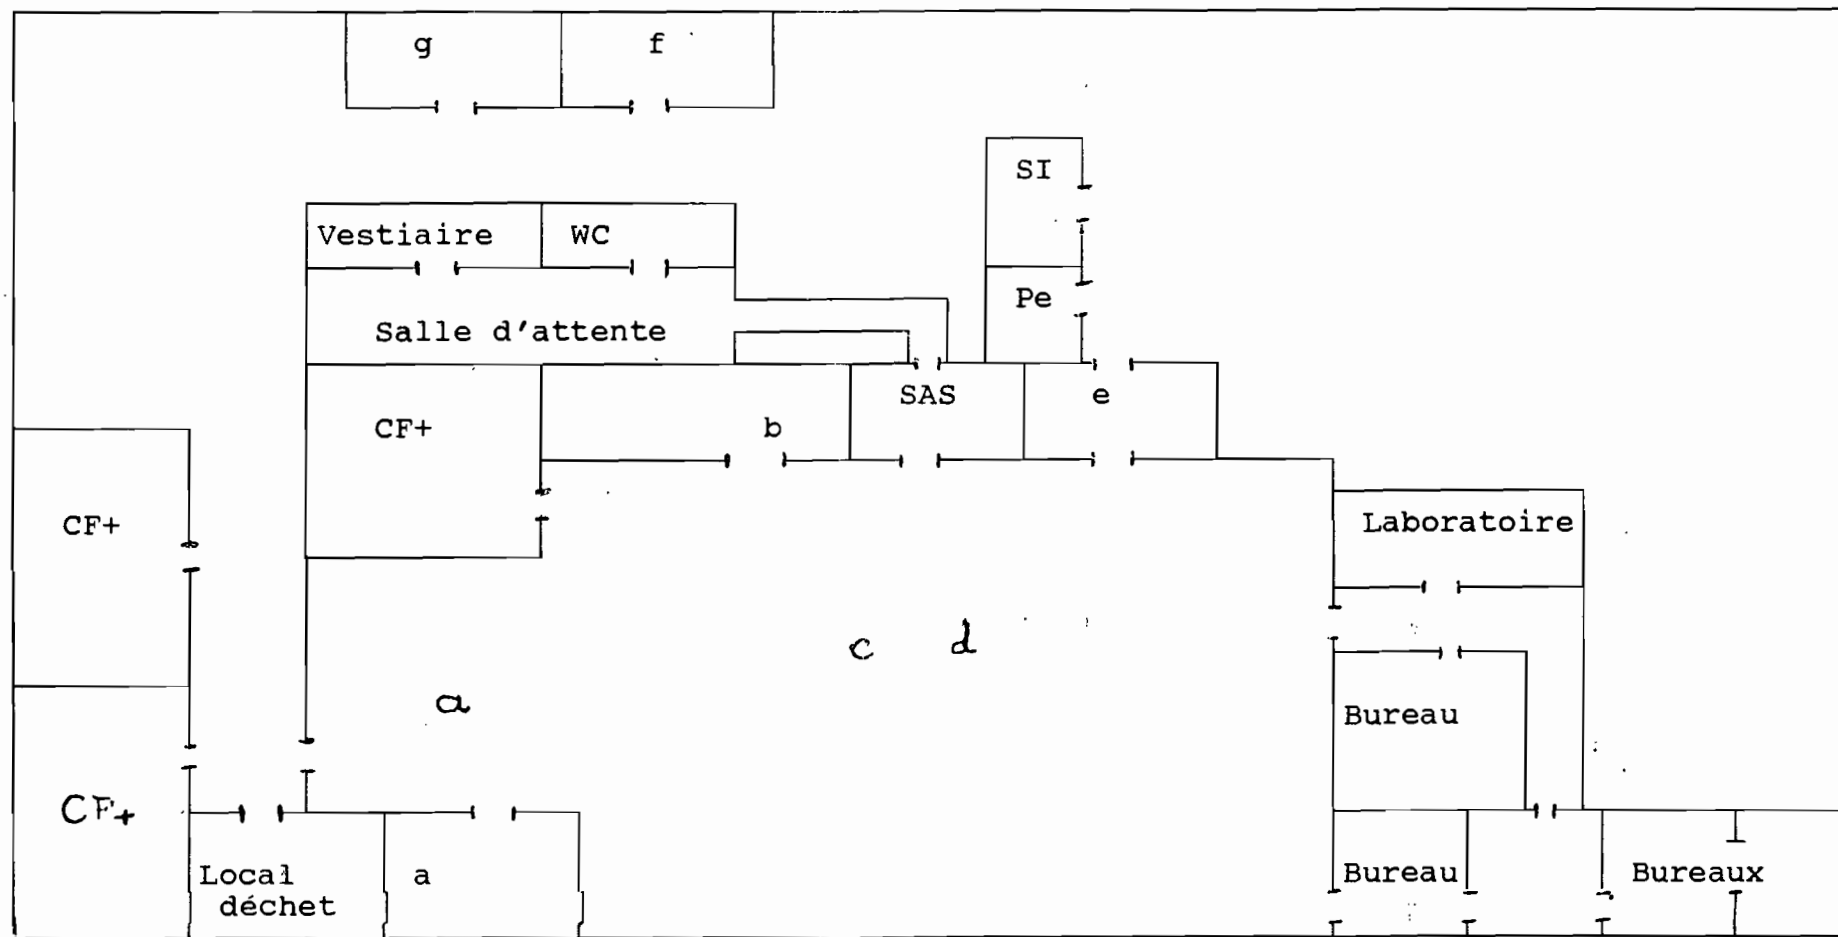 g
f
SI
Vestiaire
WC
Pe
Salle d'attente
SAS
e
CF+
b
CF+
Laboratoire
c
d
a
Bureau
CF+
Local
déchet
a
Bureau
Bureaux